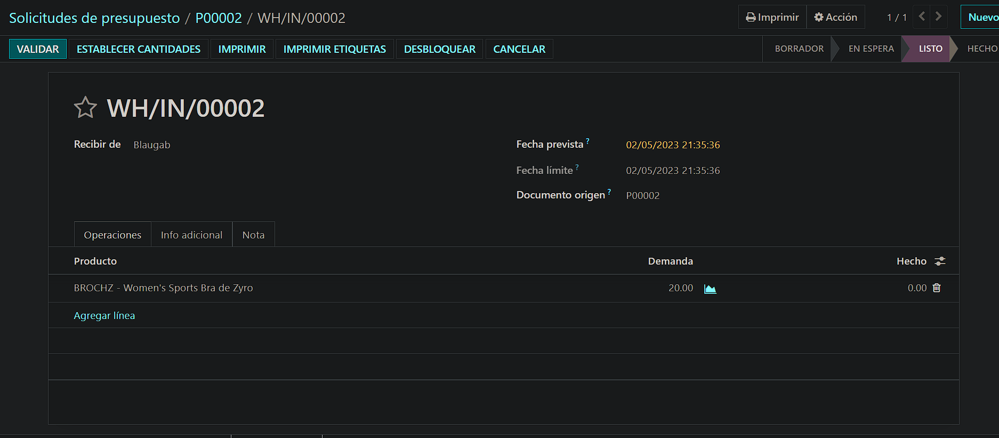 Solicitudes de presupuesto / P00002 / WH/IN/00002
Imprimir Acción 1 / 1 Nuevo
VALIDAR ESTABLECER CANTIDADES IMPRIMIR IMPRIMIR ETIQUETAS DESBLOQUEAR CANCELAR BORRADOR EN ESPERA LISTO HECHO
WH/IN/00002
Recibir de Blaugab
Fecha prevista ? 02/05/2023 21:35:36
Fecha límite ? 02/05/2023 21:35:36
Documento origen ? P00002
Operaciones Info adicional Nota
Producto Demanda Hecho
BROCHZ - Women's Sports Bra de Zyro 20.00 0.00
Agregar línea